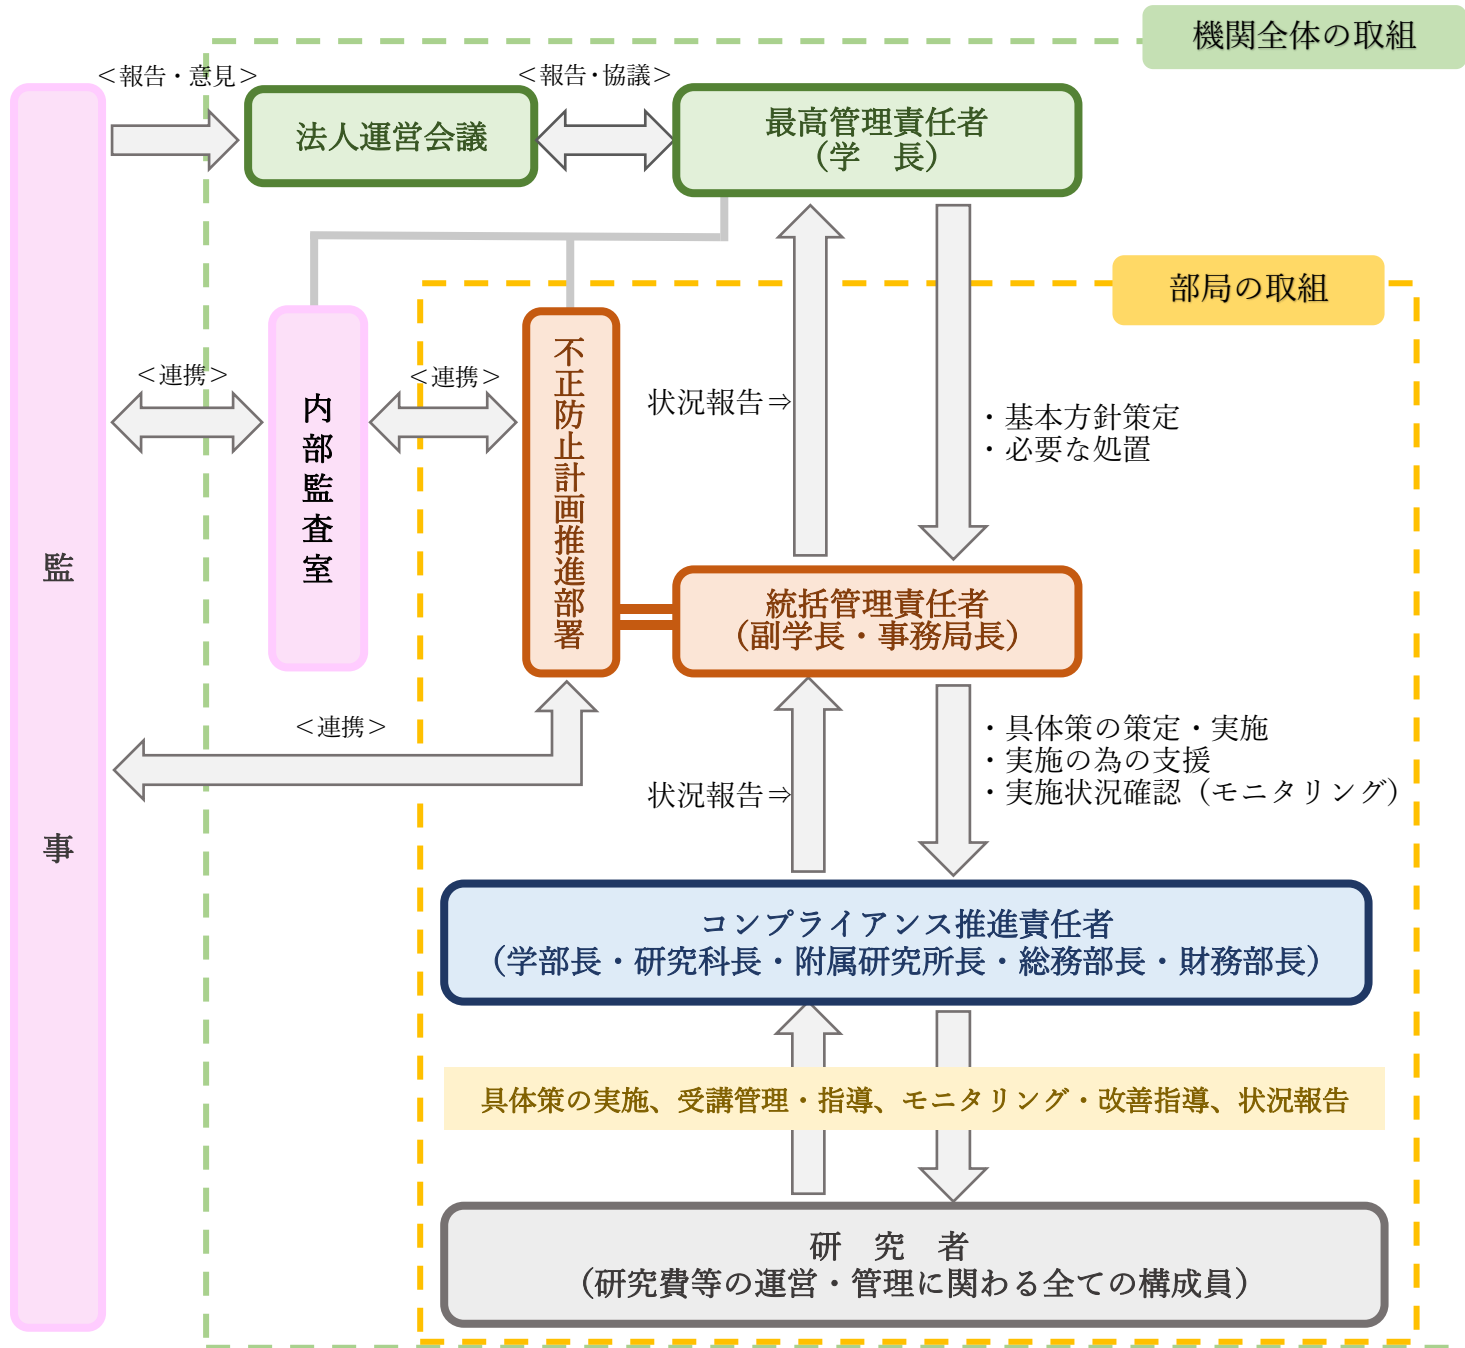 機関全体の取組
＜報告・意見＞
＜報告・協議＞
法人運営会議
最高管理責任者
（学　長）
部局の取組
＜連携＞
＜連携＞
内部監査室
不正防止計画推進部署
状況報告⇒
・基本方針策定
・必要な処置
監事
統括管理責任者
（副学長・事務局長）
＜連携＞
状況報告⇒
・具体策の策定・実施
・実施の為の支援
・実施状況確認（モニタリング）
コンプライアンス推進責任者
（学部長・研究科長・附属研究所長・総務部長・財務部長）
具体策の実施、受講管理・指導、モニタリング・改善指導、状況報告
研　究　者
（研究費等の運営・管理に関わる全ての構成員）